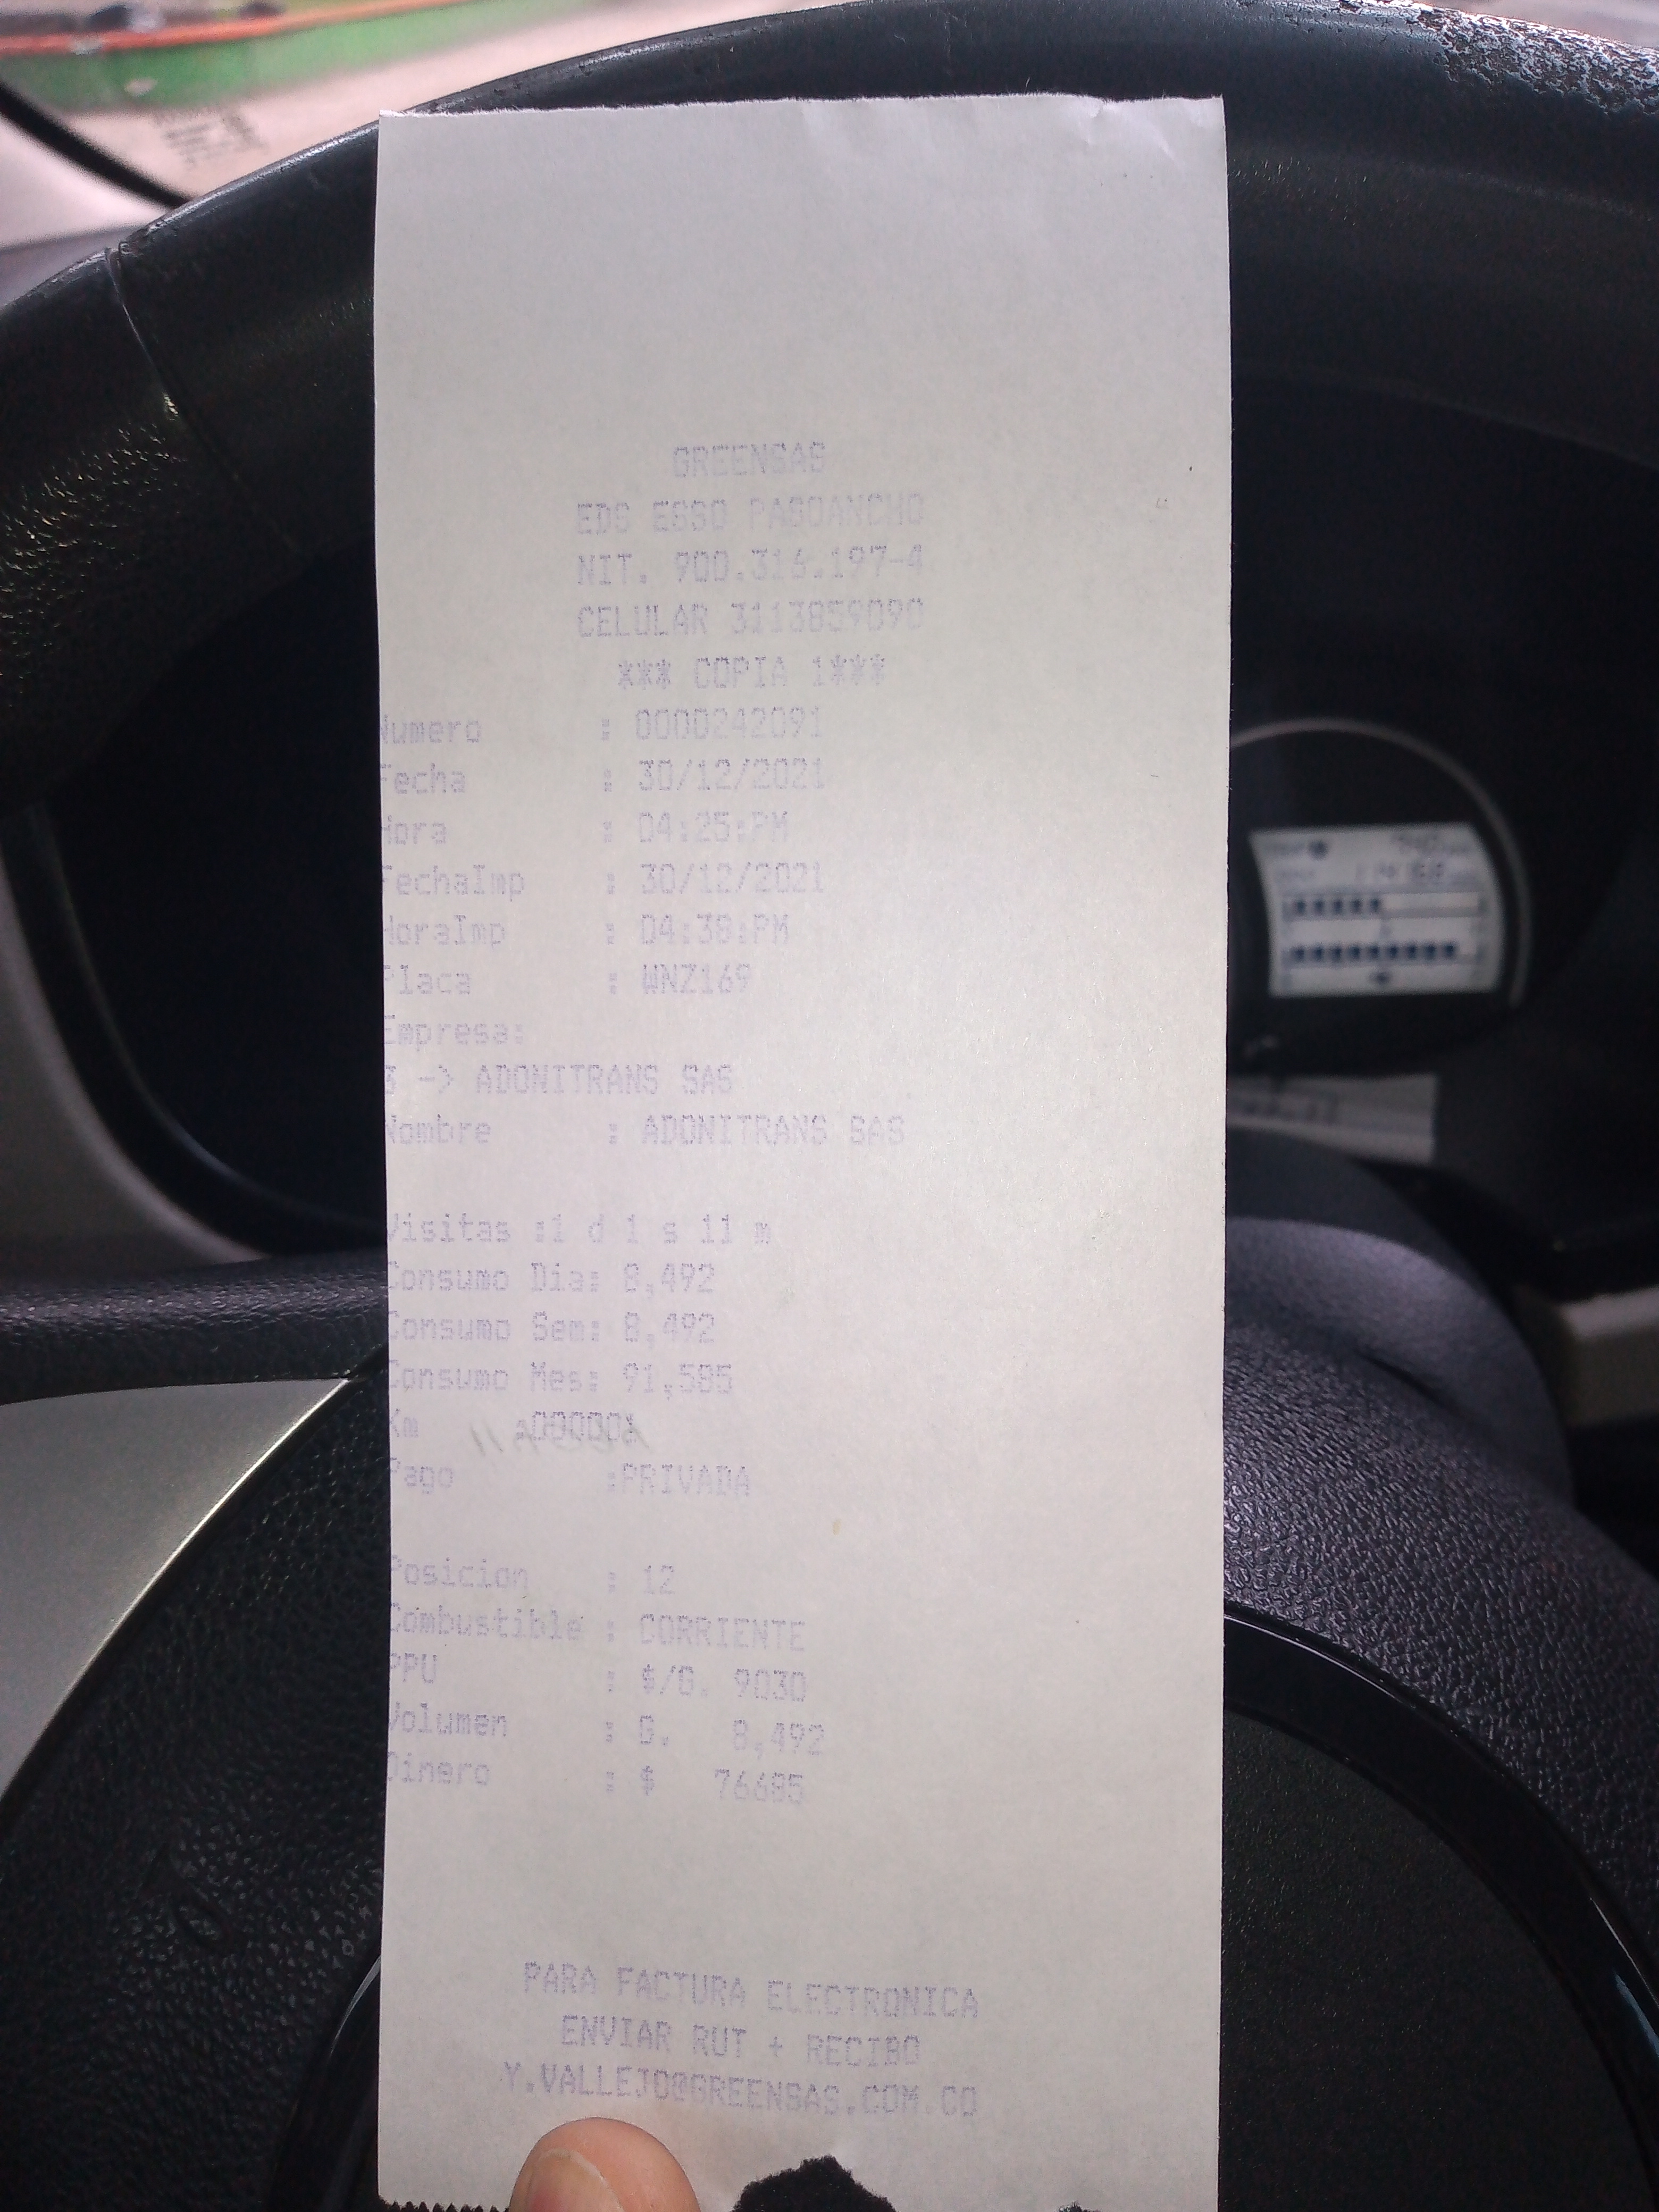 GREENSAS
EDS ESSO PASOANCHO
NIT. 900.316.197-4
CELULAR 3113859090
*** COPIA 1***
Numero : 0000242091
Fecha : 30/12/2021
Hora : 04:25:PM
FechaImp : 30/12/2021
HoraImp : 04:38:PM
Placa : WNZ169
Empresa:
3 -> ADONITRANS SAS
Nombre : ADONITRANS SAS
Visitas :1 d 1 s 11 m
Consumo Dia: 8,492
Consumo Sem: 8,492
Consumo Mes: 91,585
Km
Pago :PRIVADA
Posicion : 12
Combustible : CORRIENTE
PPU : $/G. 9030
Volumen : G. 8,492
Dinero : $ 76685
PARA FACTURA ELECTRONICA
ENVIAR RUT + RECIBO
Y.VALLEJO@GREENSAS.COM.CO